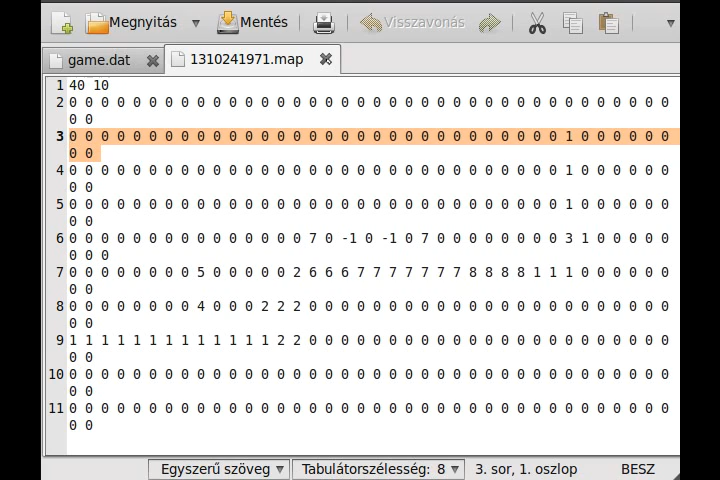 Megnyitás Mentés Visszavonás
game.dat 1310241971.map
1 40 10
2 0 0 0 0 0 0 0 0 0 0 0 0 0 0 0 0 0 0 0 0 0 0 0 0 0 0 0 0 0 0 0 0 0 0 0 0 0 0
0 0
3 0 0 0 0 0 0 0 0 0 0 0 0 0 0 0 0 0 0 0 0 0 0 0 0 0 0 0 0 0 0 0 1 0 0 0 0 0 0
0 0
4 0 0 0 0 0 0 0 0 0 0 0 0 0 0 0 0 0 0 0 0 0 0 0 0 0 0 0 0 0 0 0 1 0 0 0 0 0 0
0 0
5 0 0 0 0 0 0 0 0 0 0 0 0 0 0 0 0 0 0 0 0 0 0 0 0 0 0 0 0 0 0 0 1 0 0 0 0 0 0
0 0
6 0 0 0 0 0 0 0 0 0 0 0 0 0 0 0 7 0 -1 0 -1 0 7 0 0 0 0 0 0 0 0 3 1 0 0 0 0 0
0 0 0
7 0 0 0 0 0 0 0 0 5 0 0 0 0 0 2 6 6 6 7 7 7 7 7 7 7 8 8 8 8 1 1 1 0 0 0 0 0 0
0 0
8 0 0 0 0 0 0 0 0 4 0 0 0 2 2 2 0 0 0 0 0 0 0 0 0 0 0 0 0 0 0 0 0 0 0 0 0 0 0
0 0
9 1 1 1 1 1 1 1 1 1 1 1 1 1 2 2 0 0 0 0 0 0 0 0 0 0 0 0 0 0 0 0 0 0 0 0 0 0 0
0 0
10 0 0 0 0 0 0 0 0 0 0 0 0 0 0 0 0 0 0 0 0 0 0 0 0 0 0 0 0 0 0 0 0 0 0 0 0 0 0
0 0
11 0 0 0 0 0 0 0 0 0 0 0 0 0 0 0 0 0 0 0 0 0 0 0 0 0 0 0 0 0 0 0 0 0 0 0 0 0 0
0 0
Egyszerű szöveg Tabulátorszélesség: 8 3. sor, 1. oszlop BESZ